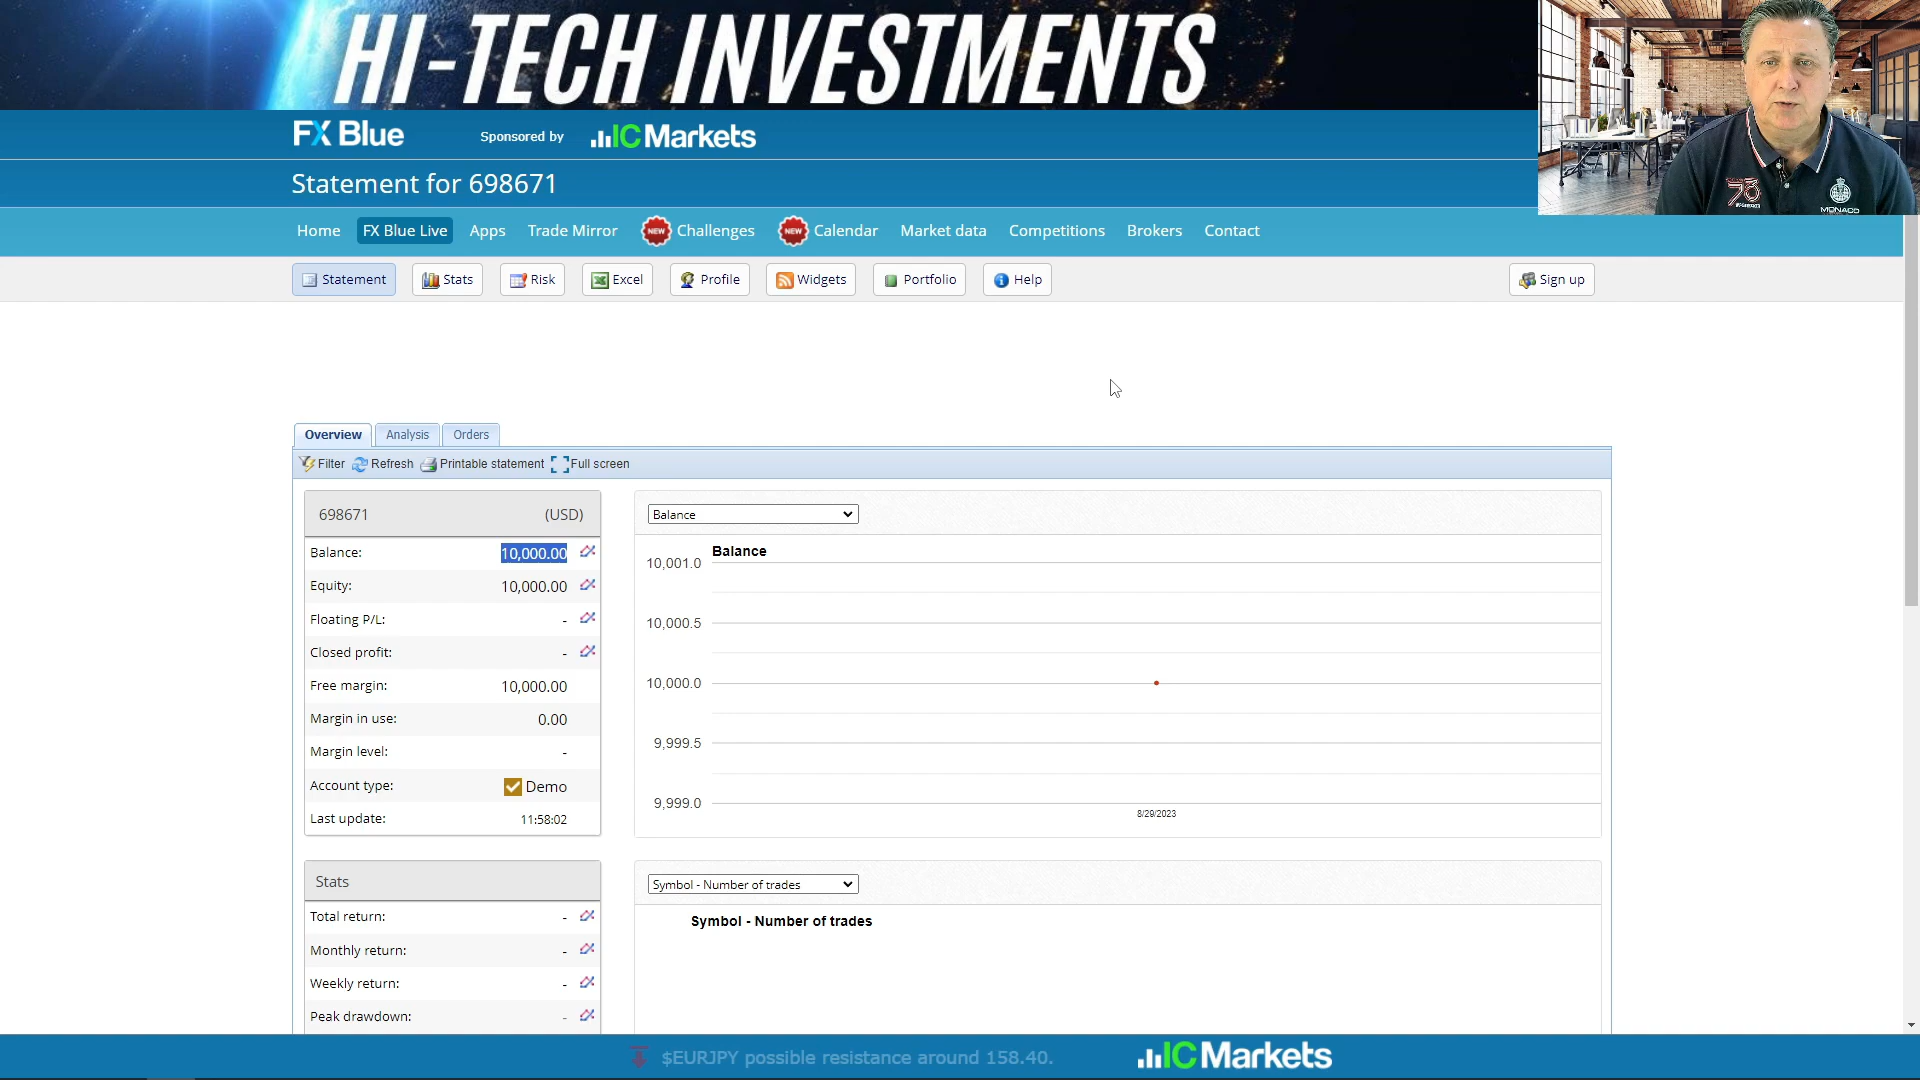 HI-TECH INVESTMENTS
FX Blue
Sponsored by
IC Markets
Statement for 698671
Home
FX Blue Live
Apps
Trade Mirror
NEW
Challenges
NEW
Calendar
Market data
Competitions
Brokers
Contact
Statement
Stats
Risk
Excel
Profile
Widgets
Portfolio
Help
Sign up
Overview
Analysis
Orders
Filter
Refresh
Printable statement
Full screen
698671 (USD)
Balance: 10,000.00
Equity: 10,000.00
Floating P/L: -
Closed profit: -
Free margin: 10,000.00
Margin in use: 0.00
Margin level: -
Account type: Demo
Last update: 11:58:02
Balance
Balance
10,001.0
10,000.5
10,000.0
9,999.5
9,999.0
8/29/2023
Stats
Total return: -
Monthly return: -
Weekly return: -
Peak drawdown: -
Symbol - Number of trades
Symbol - Number of trades
$EURJPY possible resistance around 158.40.
IC Markets
73
MONACO